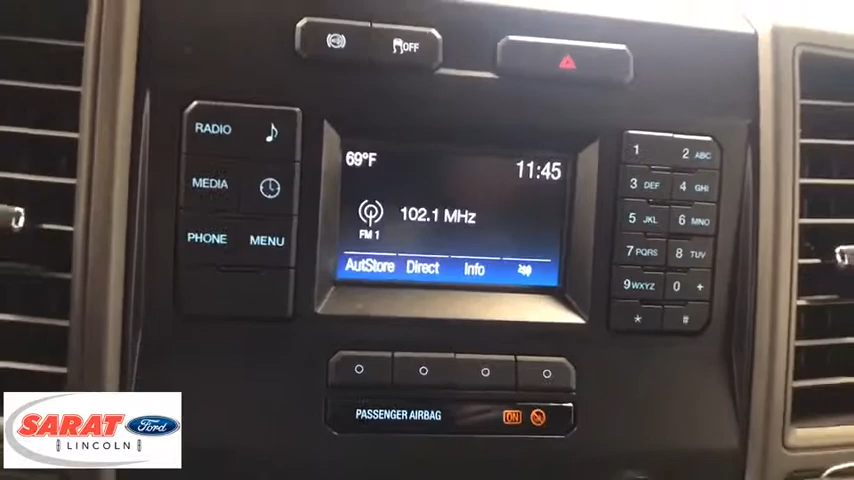 OFF
RADIO
MEDIA
PHONE MENU
69°F 11:45
102.1 MHz
FM 1
AutStore Direct Info
1 2 ABC
3 DEF 4 GHI
5 JKL 6 MNO
7 PQRS 8 TUV
9 WXYZ 0 +
* #
PASSENGER AIRBAG ON
SARAT Ford
LINCOLN